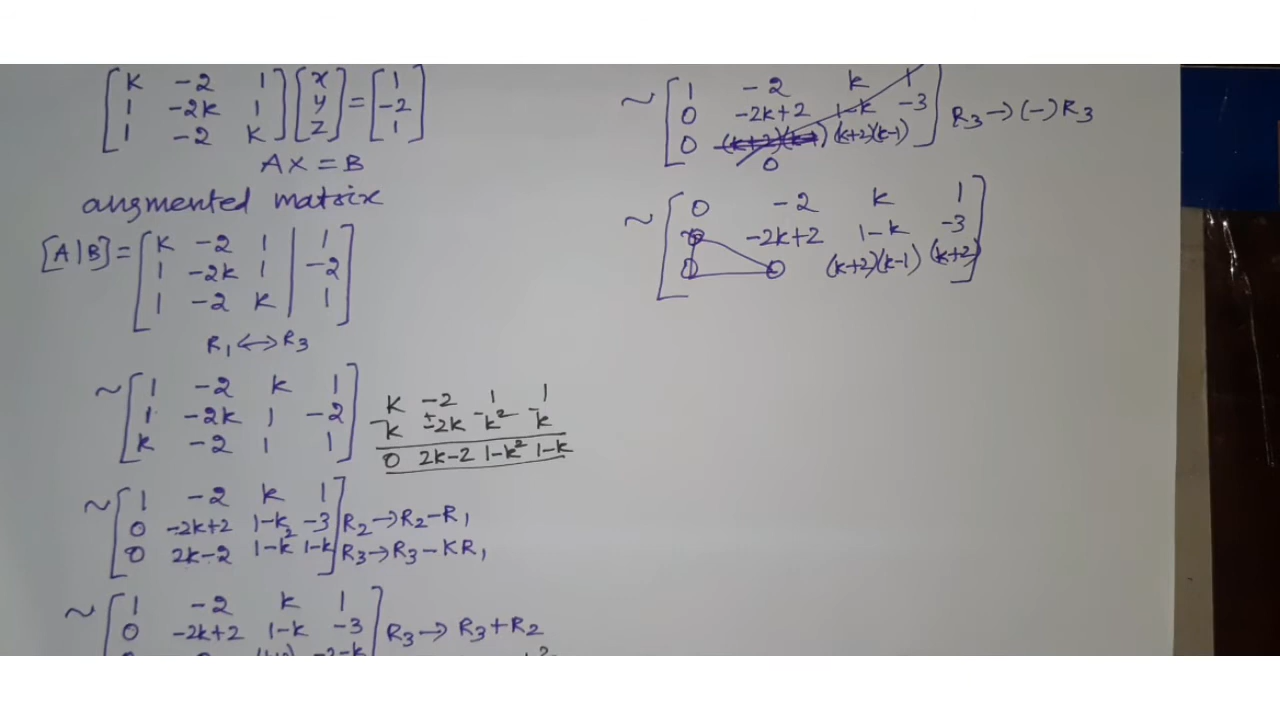 [K -2 1] [x] = [1]
[1 -2k 1] [y] [-2]
[1 -2 K] [z] [1]
AX = B
augmented matrix
[A|B] = [K -2 1 | 1]
[1 -2K 1 | -2]
[1 -2 K | 1]
R₁ ↔ R₃
~ [1 -2 K 1]
[1 -2K 1 -2]
[K -2 1 1]
K -2 1 1
-K ±2K -K² -K
0 2K-2 1-K² 1-K
~ [1 -2 K 1]
[0 -2K+2 1-K -3] R₂→R₂-R₁
[0 2K-2 1-K² 1-K] R₃→R₃-KR₁
~ [1 -2 K 1]
[0 -2K+2 1-K -3] R₃→R₃+R₂
-2-K
~ [1 -2 k 1]
[0 -2k+2 1-k -3] R₃→(-)R₃
[0 (k+2)(k-1)]
0
~ [0 -2 k 1]
-2k+2 1-k -3
0 0 (k+2)(k-1) (k+2)